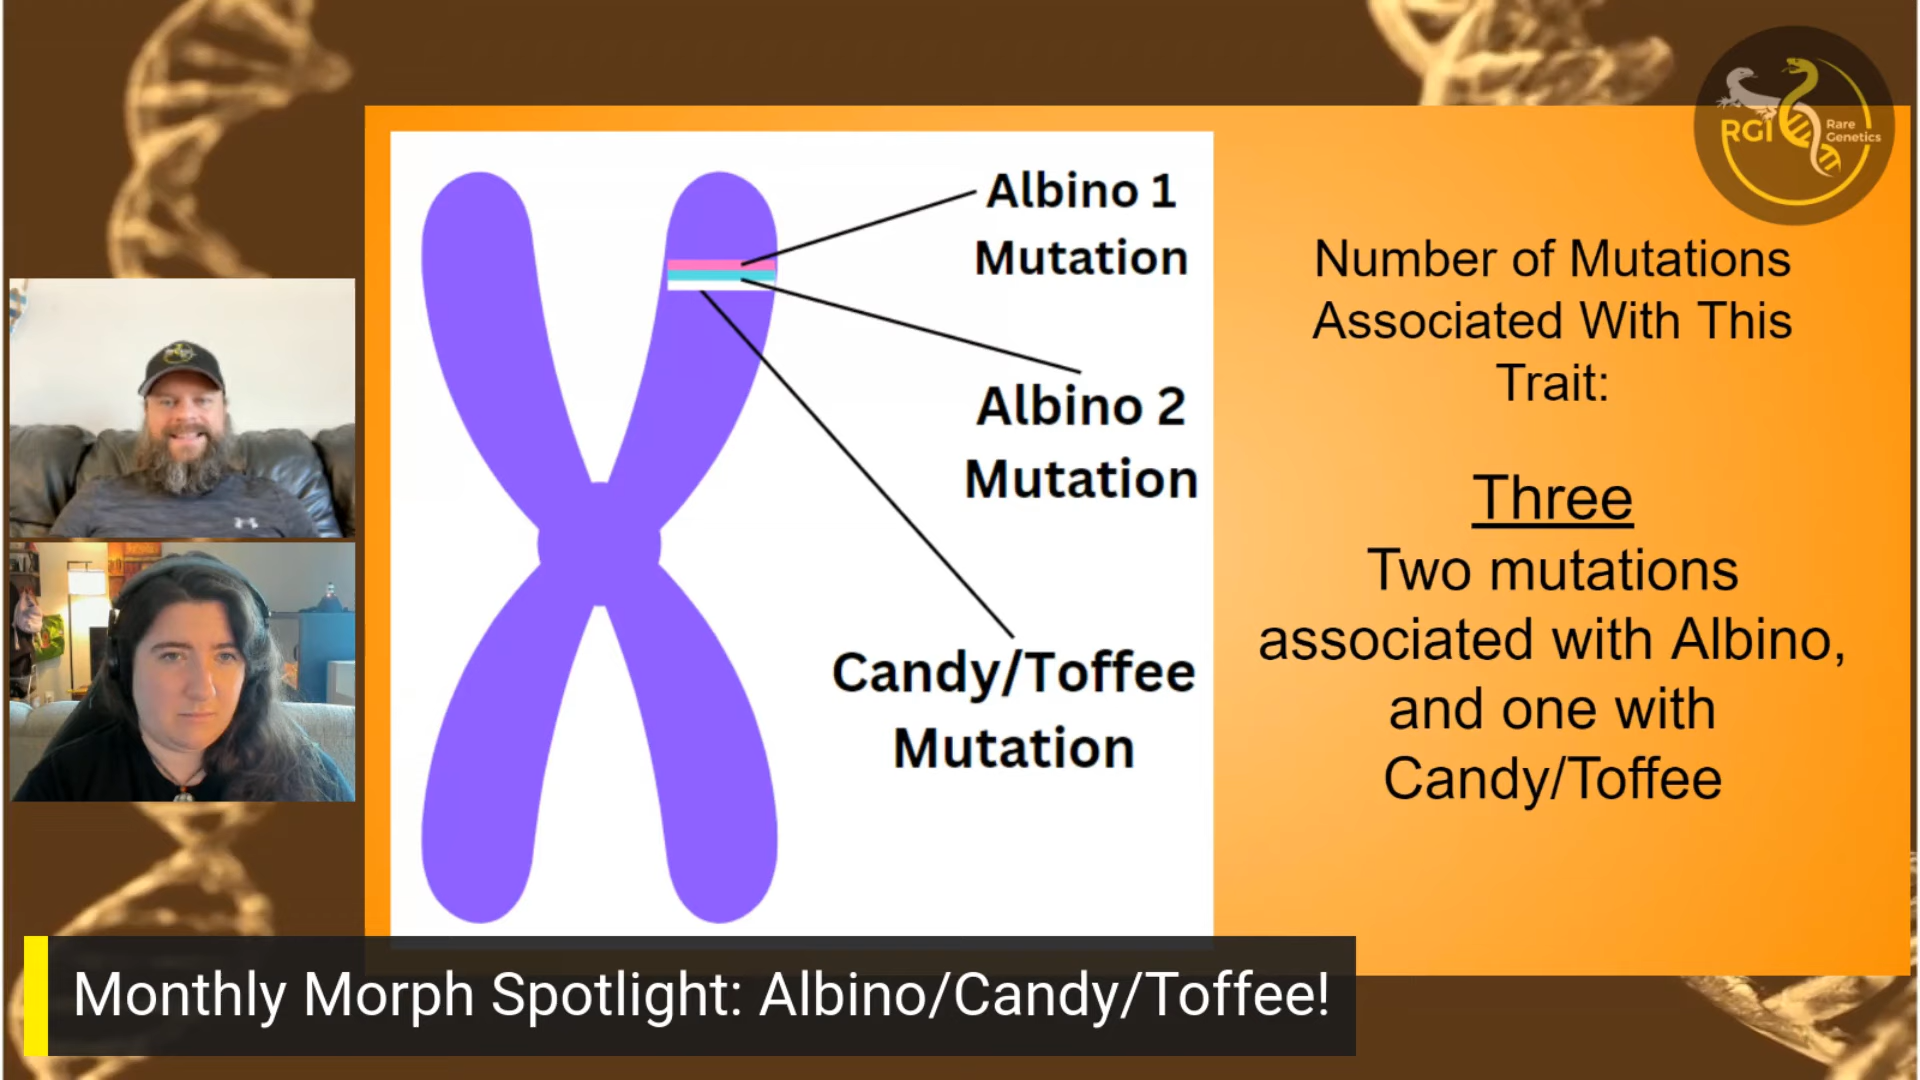 RGI
Rare
Genetics
Albino 1
Mutation
Albino 2
Mutation
Candy/Toffee
Mutation
Number of Mutations
Associated With This
Trait:
Three
Two mutations
associated with Albino,
and one with
Candy/Toffee
Monthly Morph Spotlight: Albino/Candy/Toffee!